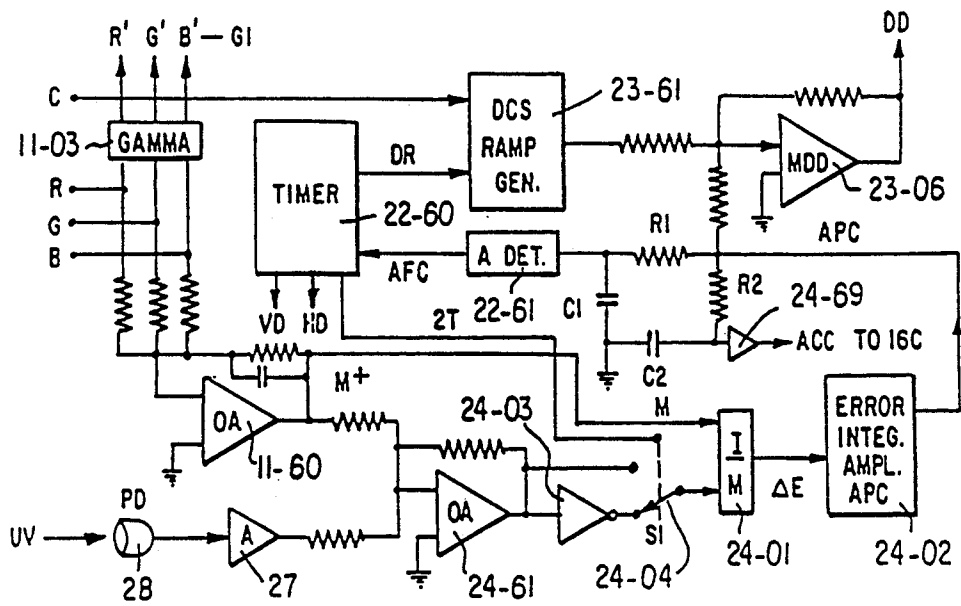 R' G' B'—G1
DD
C
23-61
DCS
RAMP
GEN.
11-03
GAMMA
DR
TIMER
22-60
MDD
23-06
R
G
B
R1
APC
AFC
A DET.
22-61
C1
R2
24-69
VD HD
2T
ACC TO 16C
C2
M+
M
24-03
OA
11-60
I
M
ΔE
ERROR
INTEG.
AMPL.
APC
PD
UV
28
A
27
OA
24-61
S1
24-04
24-01
24-02